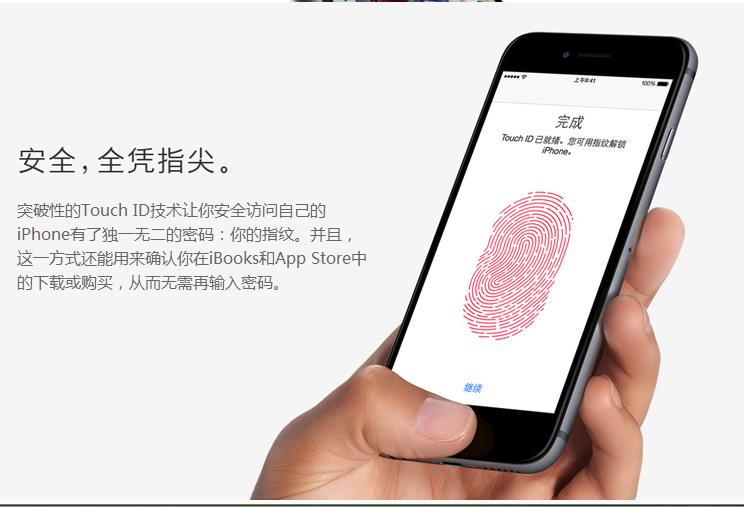 安全，全凭指尖。
突破性的Touch ID技术让你安全访问自己的
iPhone有了独一无二的密码：你的指纹。并且，
这一方式还能用来确认你在iBooks和App Store中
的下载或购买，从而无需再输入密码。
上午9:41
100%
完成
Touch ID 已就绪。您可用指纹解锁
iPhone。
继续